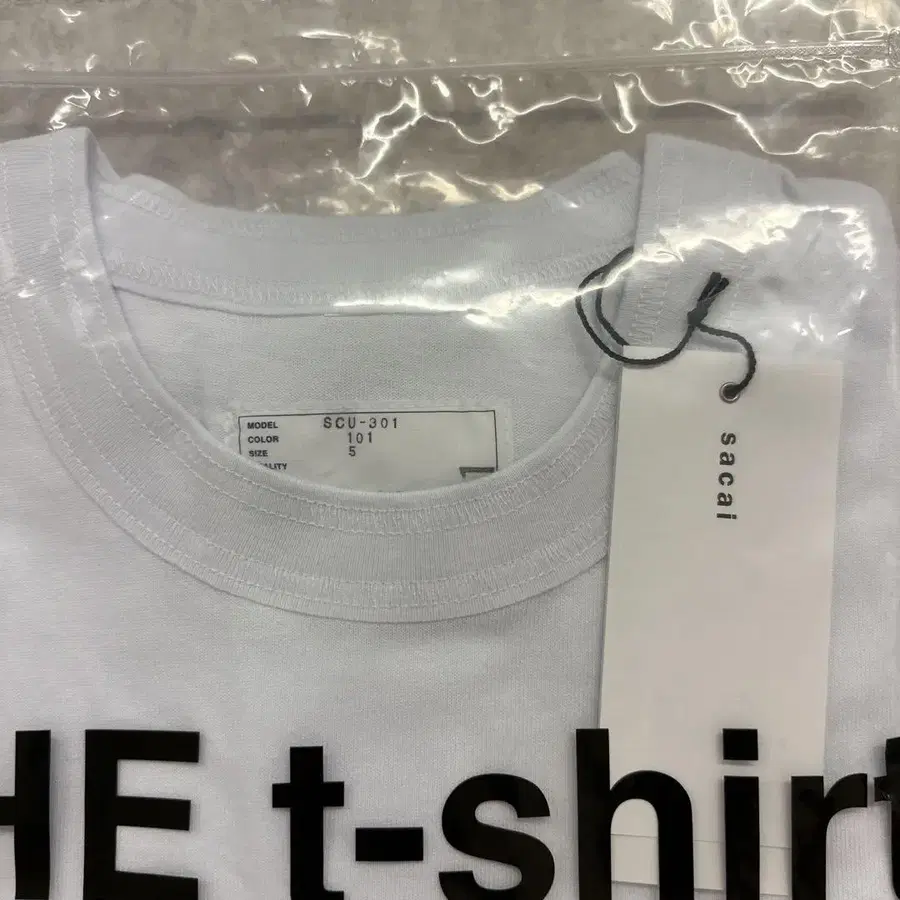 MODEL SCU-301
COLOR 101
SIZE 5
sacai
HE t-shirt